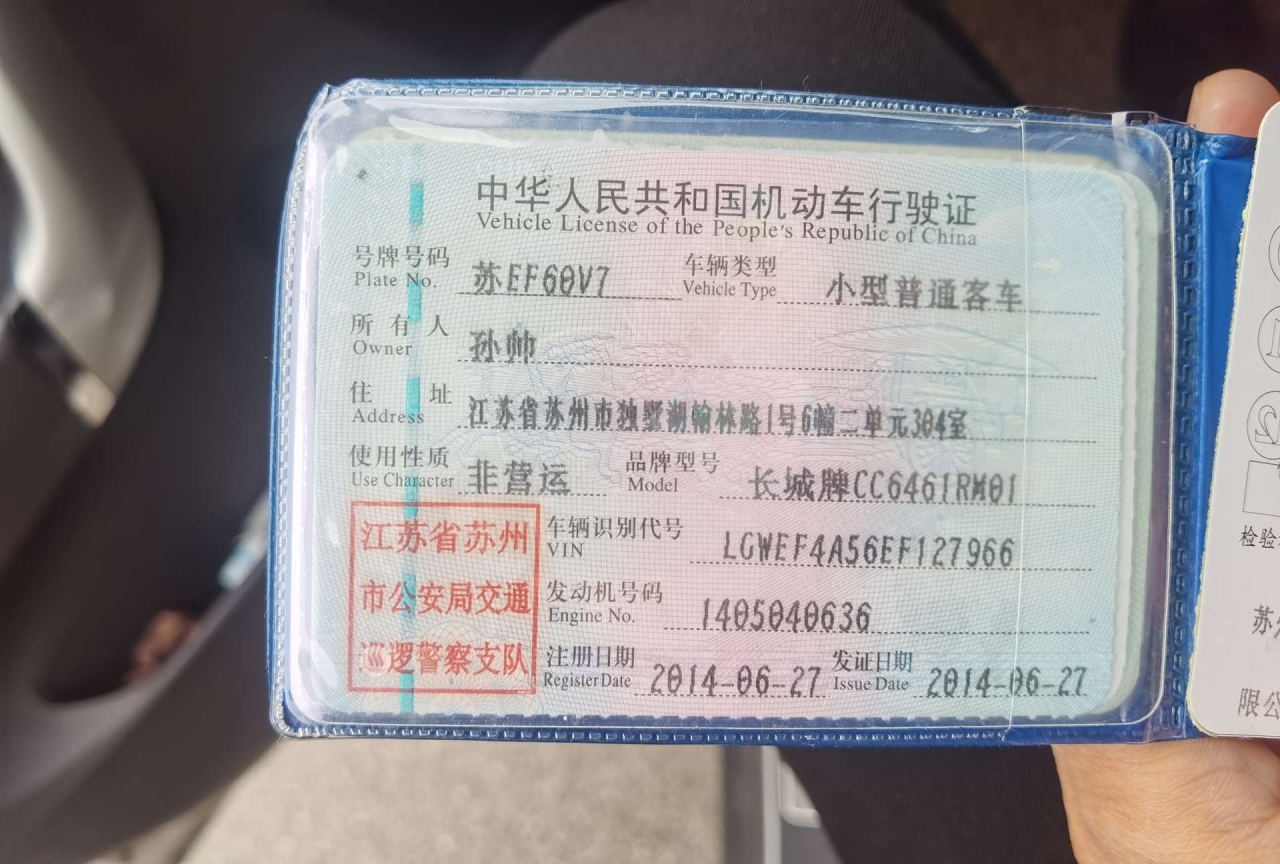 中华人民共和国机动车行驶证
Vehicle License of the People's Republic of China
号牌号码 苏EF60V7 车辆类型 小型普通客车
Plate No. Vehicle Type
所有人 孙帅
Owner
住址 江苏省苏州市独墅湖翰林路1号6幢二单元304室
Address
使用性质 非营运 品牌型号 长城牌CC6461RM01
Use Character Model
江苏省苏州
市公安局交通
巡逻警察支队
车辆识别代号 LGWEF4A56EF127966
VIN
发动机号码 1405040636
Engine No.
注册日期 2014-06-27 发证日期 2014-06-27
Register Date Issue Date
检验
苏
限公